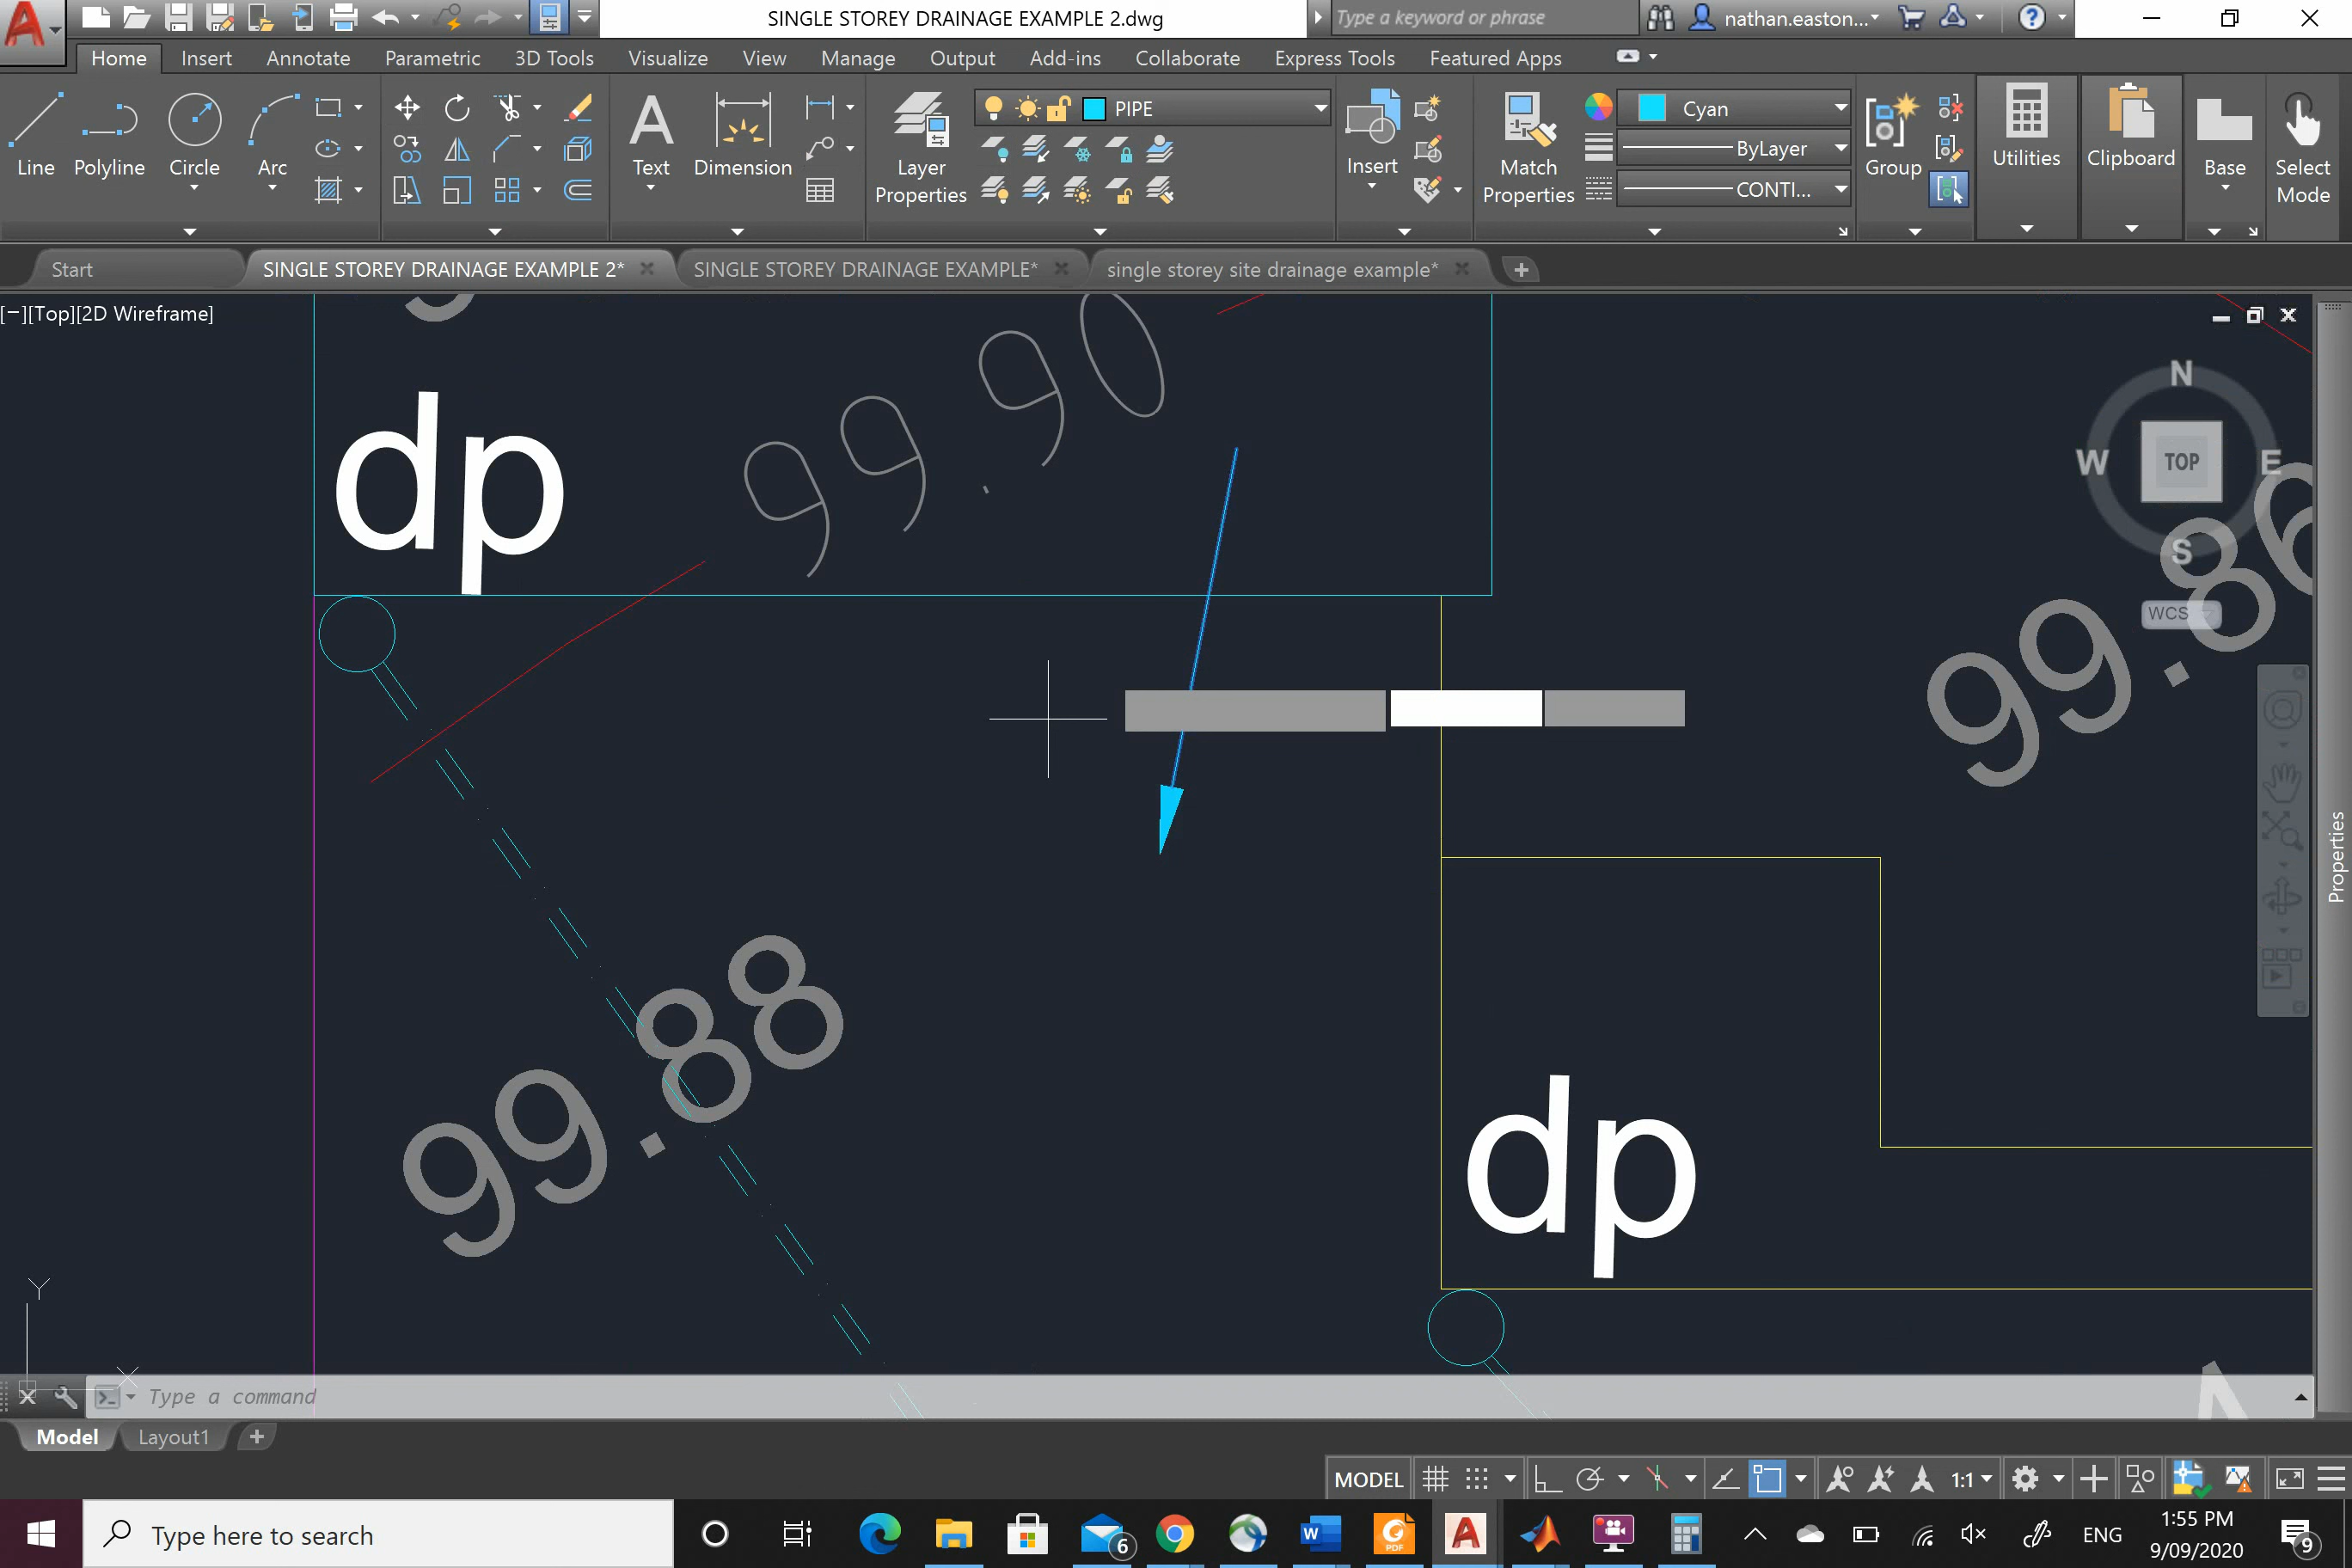 SINGLE STOREY DRAINAGE EXAMPLE 2.dwg
Type a keyword or phrase
nathan.easton...
Home Insert Annotate Parametric 3D Tools Visualize View Manage Output Add-ins Collaborate Express Tools Featured Apps
PIPE
Cyan
ByLayer
CONTI...
Line Polyline Circle Arc
Text Dimension
Layer Properties
Insert
Match Properties
Group
Utilities
Clipboard
Base
Select Mode
Start
SINGLE STOREY DRAINAGE EXAMPLE 2*
SINGLE STOREY DRAINAGE EXAMPLE*
single storey site drainage example*
[−][Top][2D Wireframe]
99.90
dp
N
W TOP E
S
WCS
99.86
Properties
99.88
dp
Y
X
Type a command
Model Layout1
MODEL
1:1
Type here to search
6
W
PDF
ENG
1:55 PM
9/09/2020
9